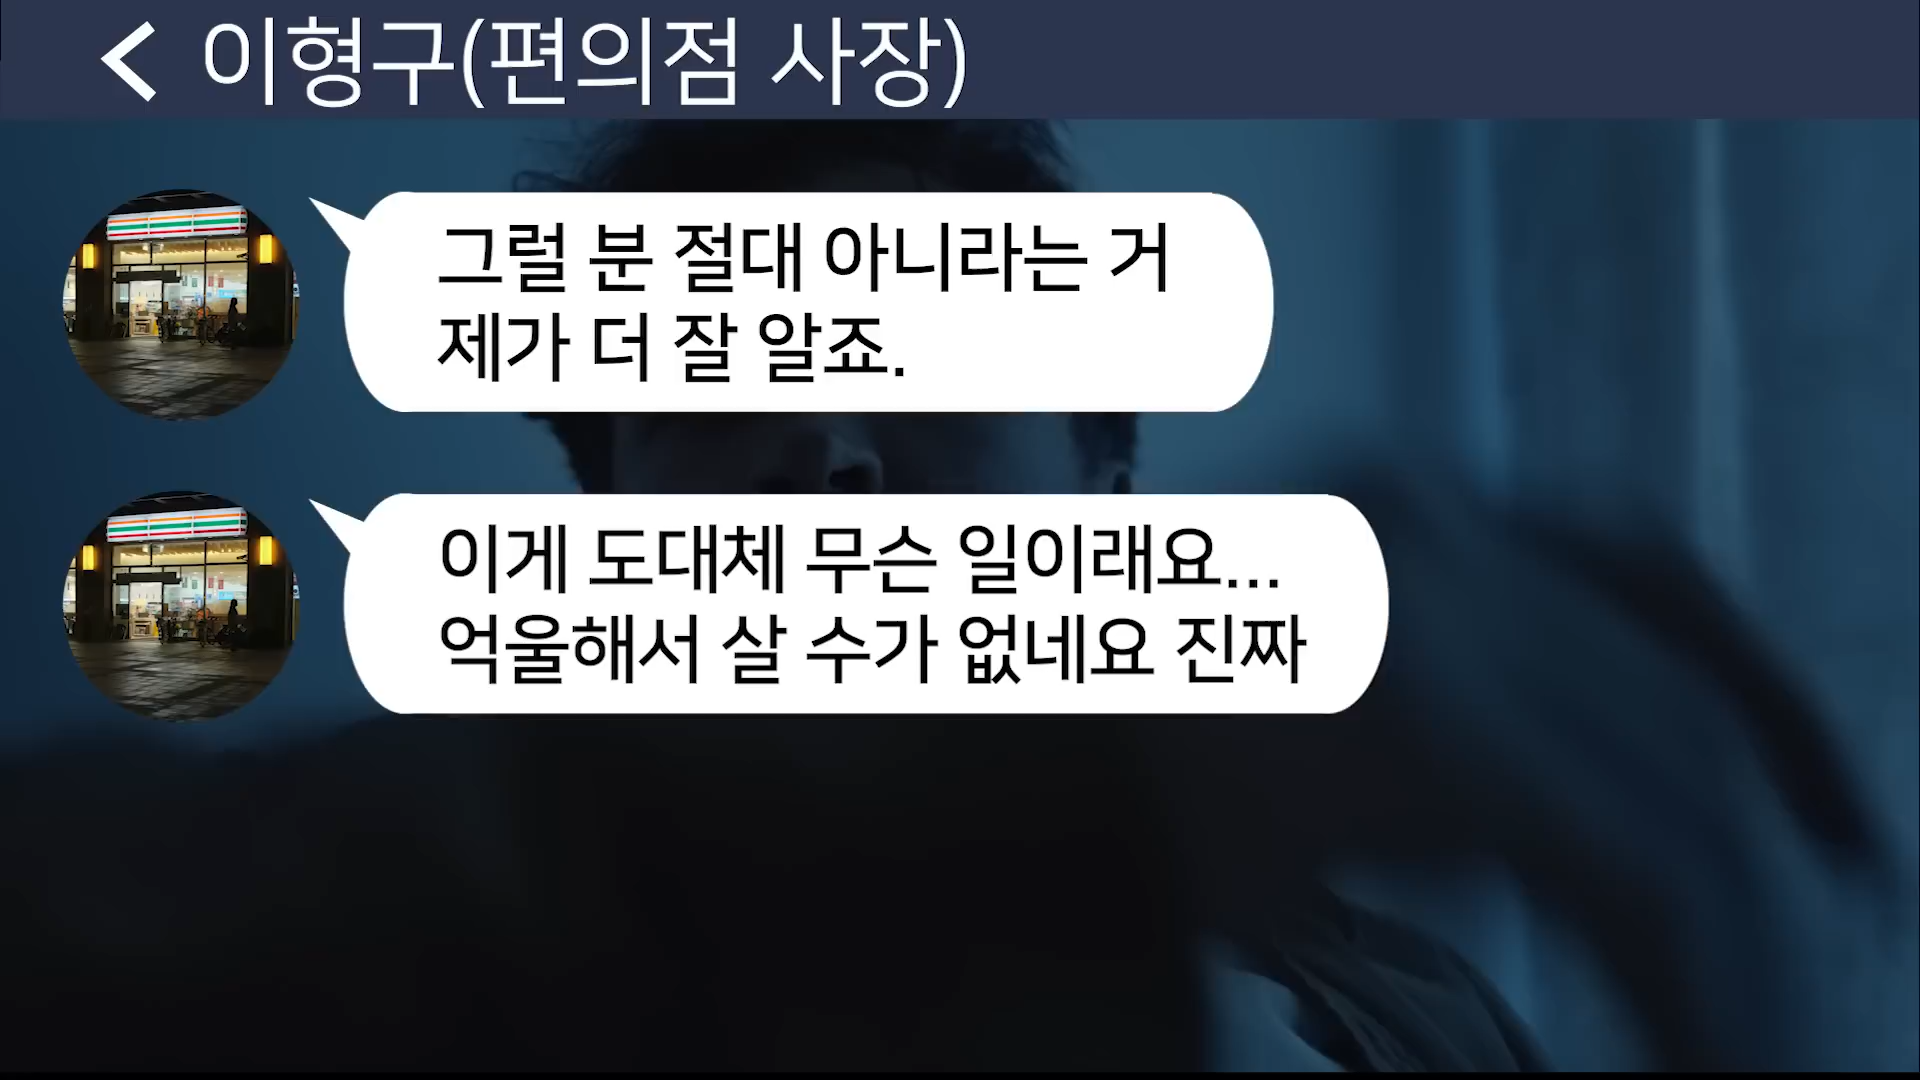 이형구(편의점 사장)
그럴 분 절대 아니라는 거
제가 더 잘 알죠.
이게 도대체 무슨 일이래요...
억울해서 살 수가 없네요 진짜